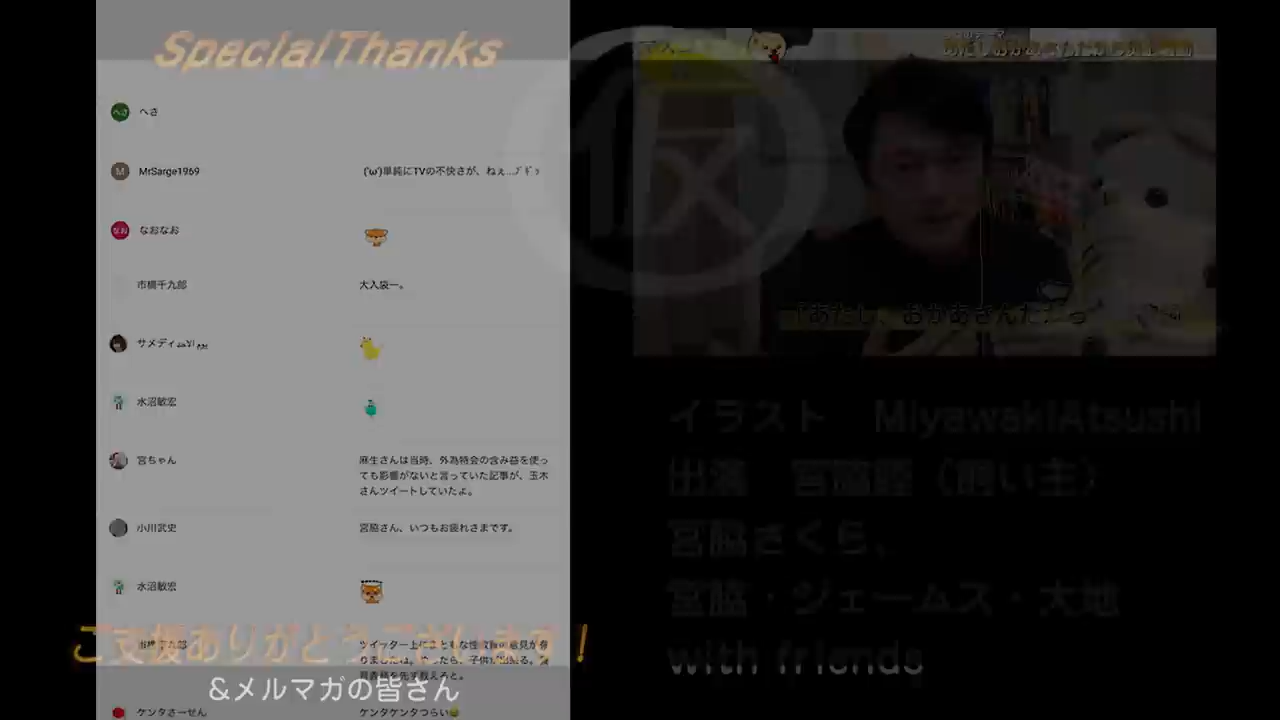 SpecialThanks
へさ
MrSarge1969
('ω')単純にTVの不快さが、ねぇ…
なおなお
市橋千九郎
大入袋ー。
サメディ
水沼敏宏
宮ちゃん
麻生さんは当時、外為特会の含み益を使っ
ても影響がないと言っていた記事が、玉木
さんツイートしていたよ。
小川武史
宮脇さん、いつもお疲れさまです。
水沼敏宏
ご支援ありがとうございます！
&メルマガの皆さん
ケンタさーせん
ケンタケンタつらい
「あたし、おかあさんだから
イラスト MiyawakiAtsushi
出演 宮脇睦（飼い主）
宮脇さくら、
宮脇・ジェームス・大地
with friends